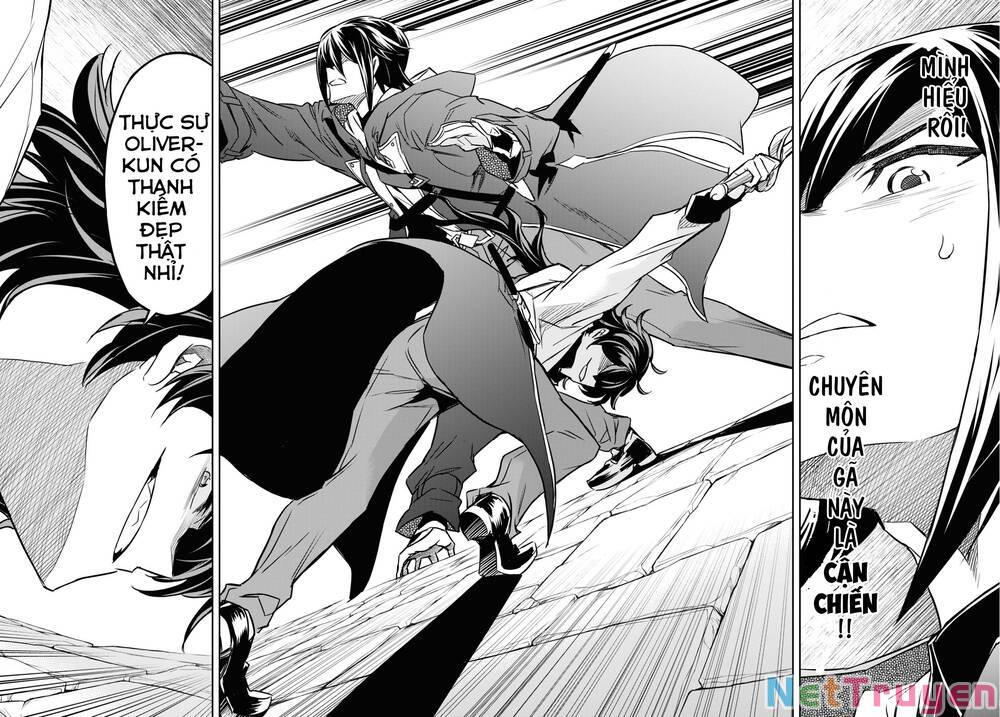 MÌNH
HIỂU
RỒI!
CHUYÊN
MÔN
CỦA
GÃ
NÀY
LÀ
CẬN
CHIẾN
!!
THỰC SỰ
OLIVER-
KUN CÓ
THANH
KIẾM
ĐẸP
THẬT
NHỈ!
NetTruyen